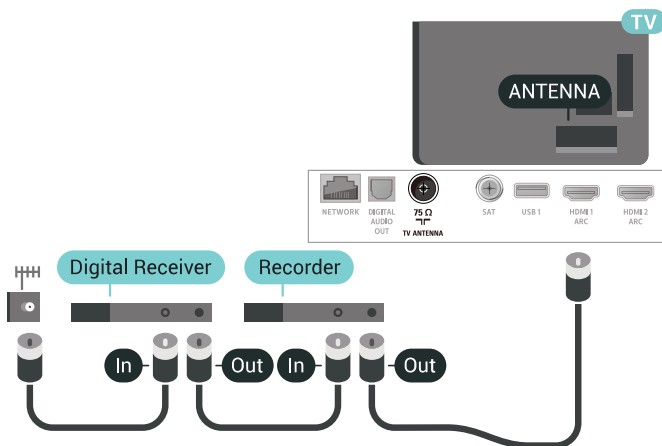 TV
ANTENNA
NETWORK
DIGITAL
AUDIO
OUT
75 Ω
TV ANTENNA
SAT
USB 1
HDMI 1
ARC
HDMI 2
ARC
Digital Receiver
Recorder
In
Out
In
Out